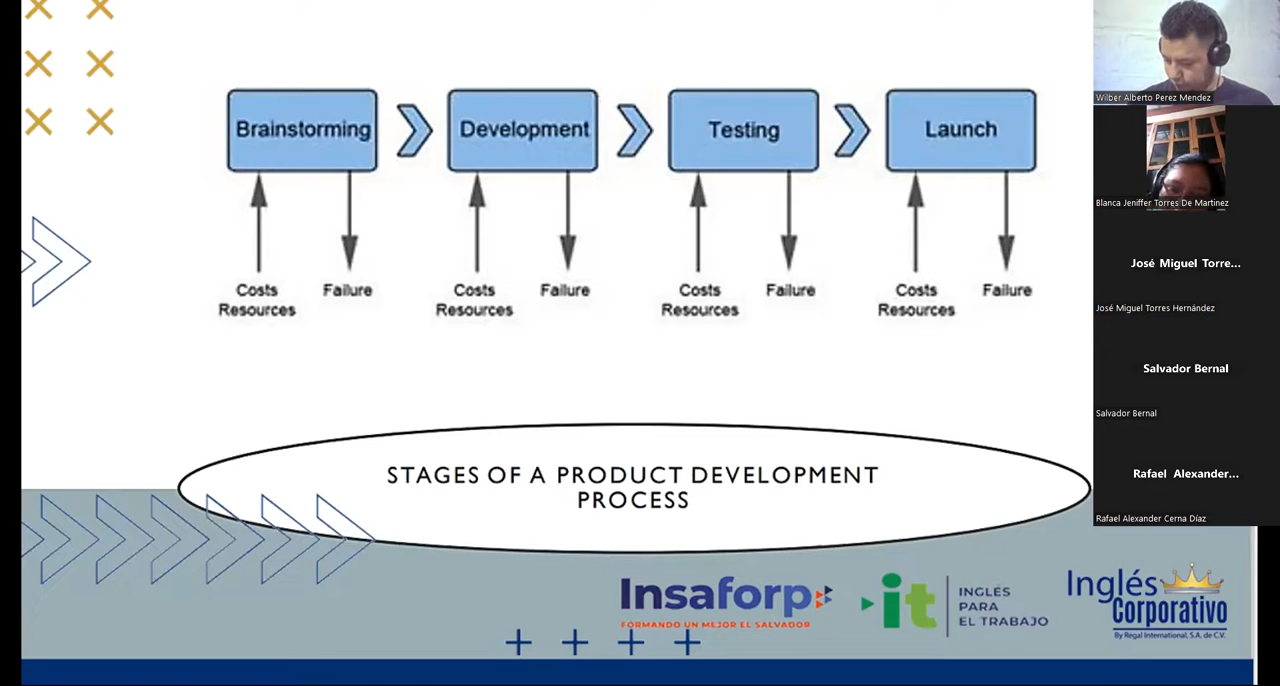 Brainstorming
Development
Testing
Launch
Costs
Resources
Failure
Costs
Resources
Failure
Costs
Resources
Failure
Costs
Resources
Failure
STAGES OF A PRODUCT DEVELOPMENT
PROCESS
Insaforp
FORMANDO UN MEJOR EL SALVADOR
it
INGLÉS
PARA
EL TRABAJO
Inglés
Corporativo
By Regal International, S.A. de C.V.
Wilber Alberto Perez Mendez
Blanca Jeniffer Torres De Martinez
José Miguel Torre...
José Miguel Torres Hernández
Salvador Bernal
Salvador Bernal
Rafael Alexander...
Rafael Alexander Cerna Díaz